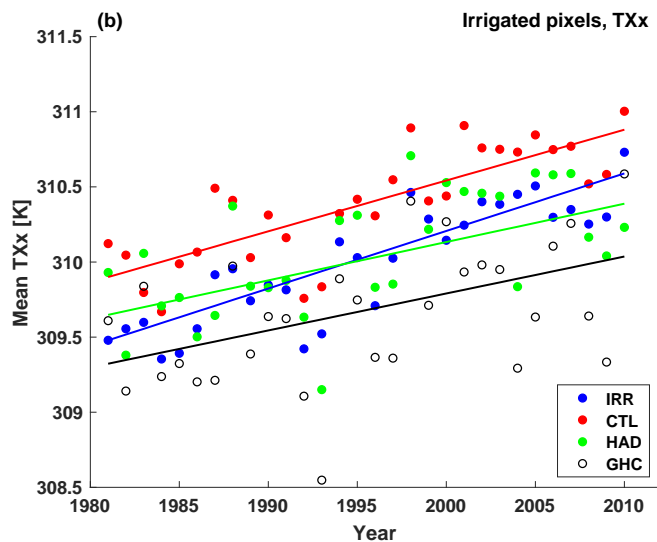 (b)
Irrigated pixels, TXx
311.5
311
310.5
310
309.5
309
308.5
Mean TXx [K]
1980
1985
1990
1995
2000
2005
2010
Year
IRR
CTL
HAD
GHC